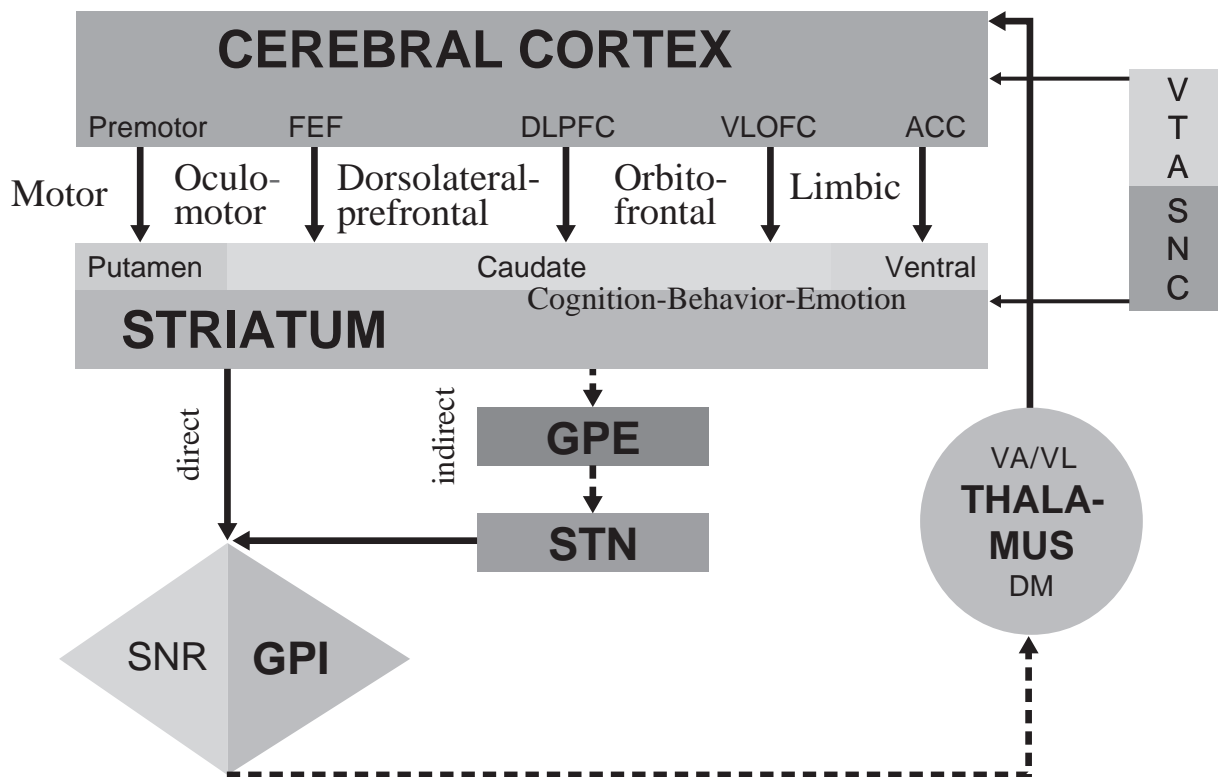 CEREBRAL CORTEX
Premotor FEF DLPFC VLOFC ACC
Motor
Oculo-
motor
Dorsolateral-
prefrontal
Orbito-
frontal
Limbic
V
T
A
S
N
C
Putamen Caudate Ventral
Cognition-Behavior-Emotion
STRIATUM
direct
indirect
GPE
STN
SNR GPI
VA/VL
THALA-
MUS
DM